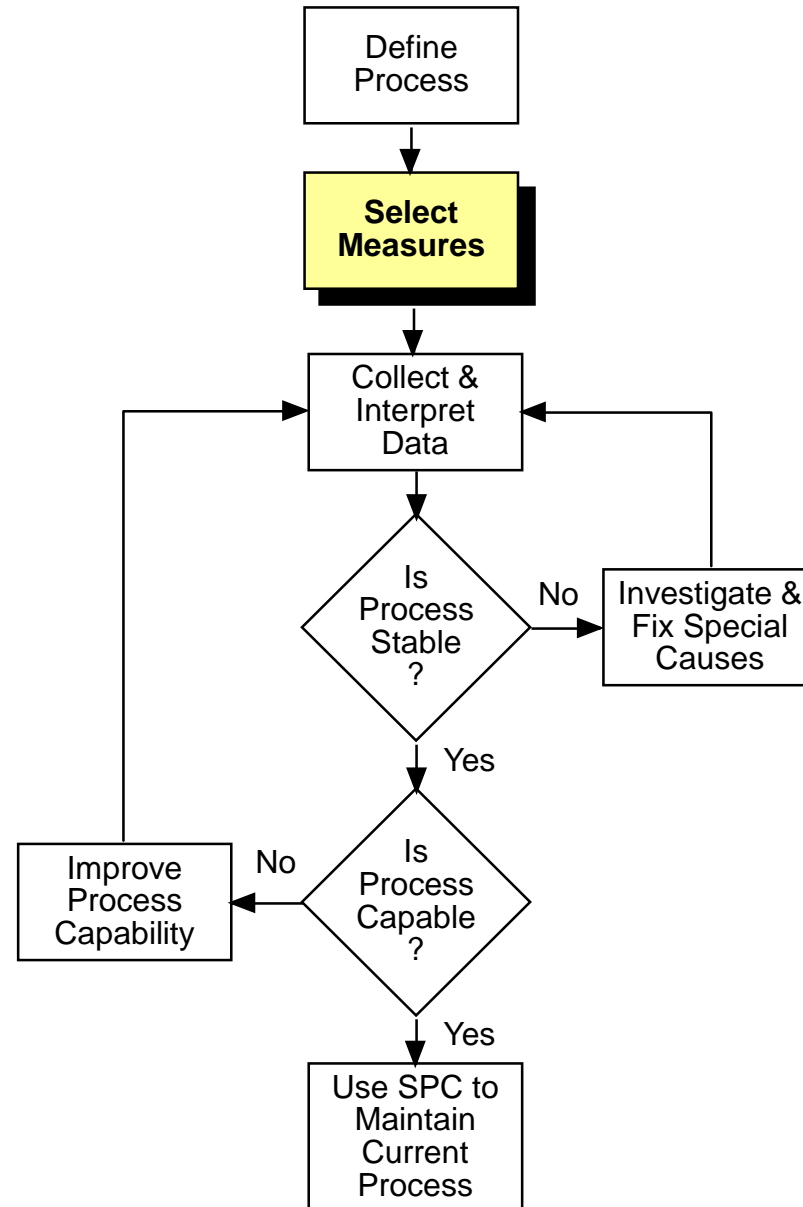 Define
Process
Select
Measures
Collect &
Interpret
Data
Is
Process
Stable
?
No
Investigate &
Fix Special
Causes
Yes
Improve
Process
Capability
No
Is
Process
Capable
?
Yes
Use SPC to
Maintain
Current
Process